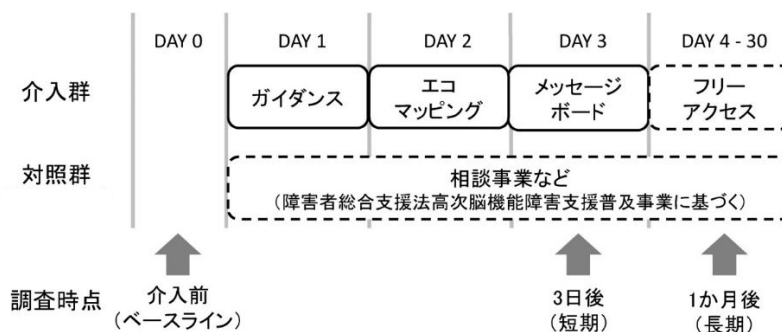 DAY 0
DAY 1
DAY 2
DAY 3
DAY 4 - 30
介入群
ガイダンス
エコ
マッピング
メッセージ
ボード
フリー
アクセス
対照群
相談事業など
(障害者総合支援法高次脳機能障害支援普及事業に基づく)
調査時点
介入前
(ベースライン)
3日後
(短期)
1か月後
(長期)